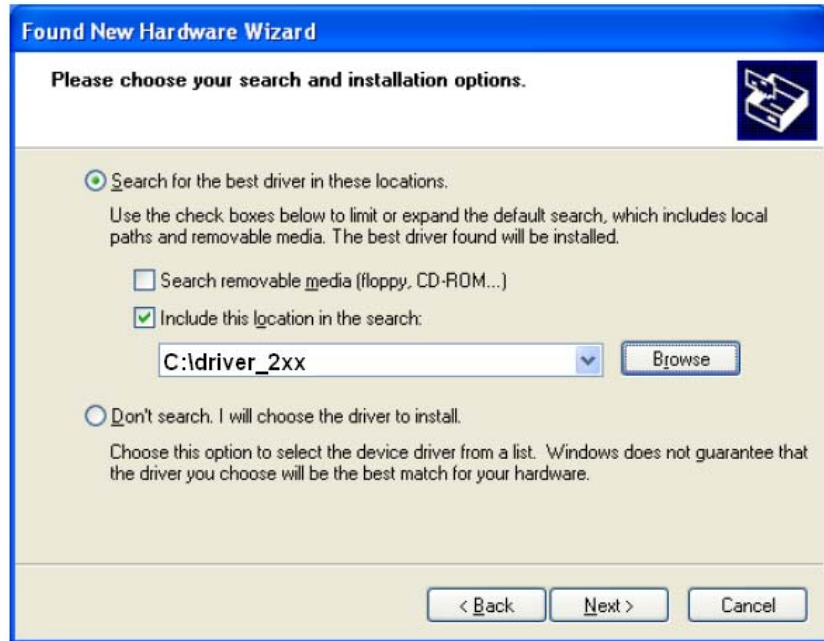 Found New Hardware Wizard
Please choose your search and installation options.
Search for the best driver in these locations.
Use the check boxes below to limit or expand the default search, which includes local
paths and removable media. The best driver found will be installed.
Search removable media (floppy, CD-ROM...)
Include this location in the search:
C:\driver_2xx
Browse
Don't search. I will choose the driver to install.
Choose this option to select the device driver from a list. Windows does not guarantee that
the driver you choose will be the best match for your hardware.
< Back
Next >
Cancel